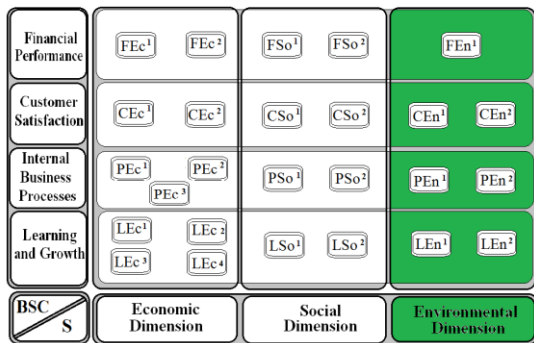 Financial
Performance
FEc¹ FEc² FSo¹ FSo² FEn¹
Customer
Satisfaction
CEc¹ CEc² CSo¹ CSo² CEn¹ CEn²
Internal
Business
Processes
PEc¹ PEc² PSo¹ PSo² PEn¹ PEn²
PEc³
Learning
and Growth
LEc¹ LEc² LSo¹ LSo² LEn¹ LEn²
LEc³ LEc⁴
BSC
S
Economic
Dimension
Social
Dimension
Environmental
Dimension